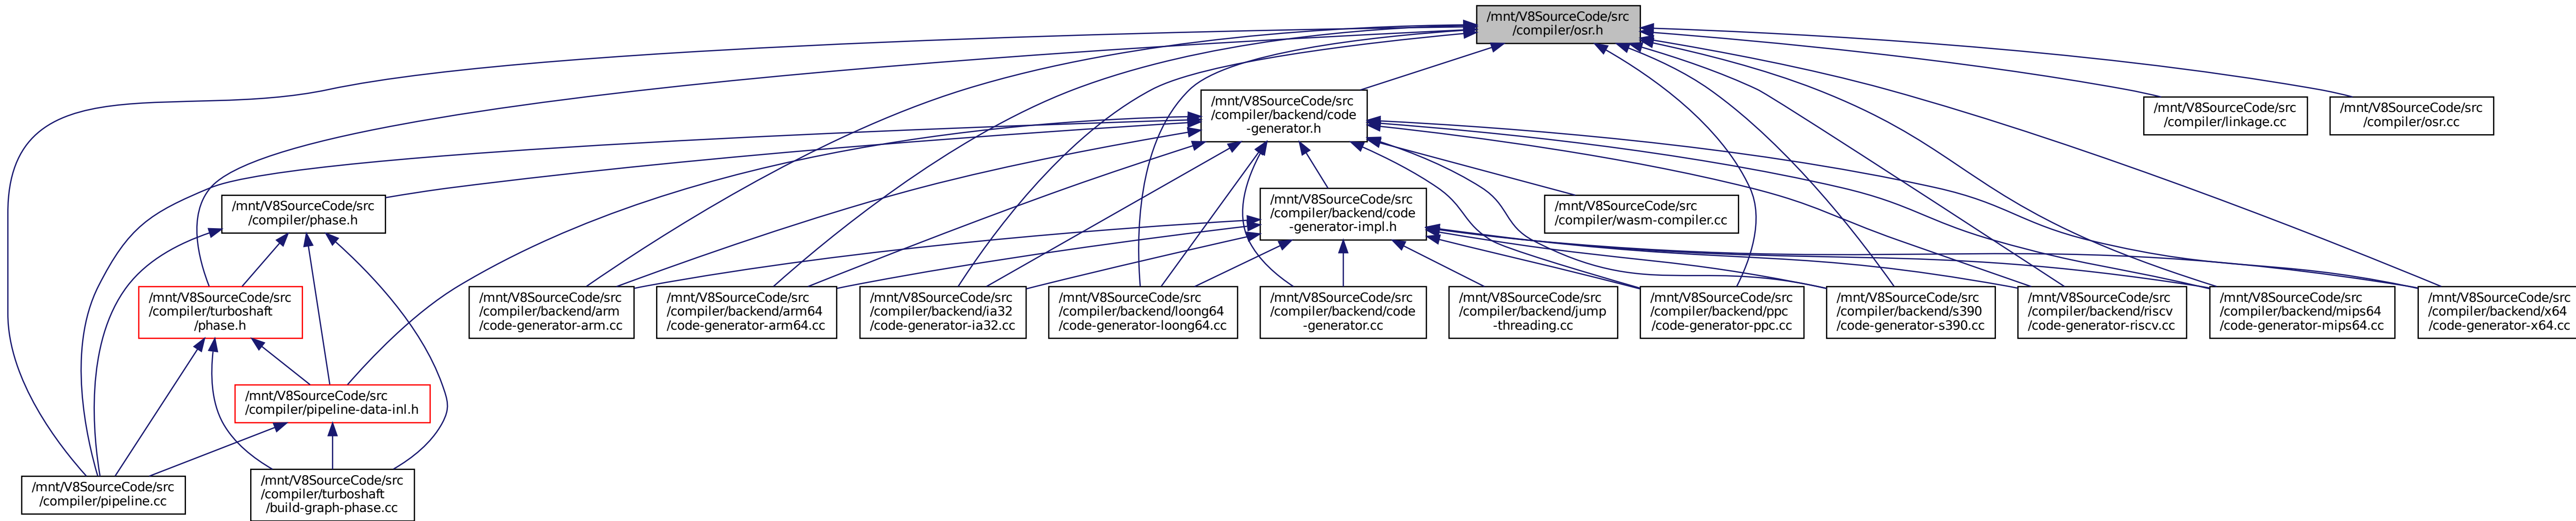 /mnt/V8SourceCode/src
/compiler/osr.h
/mnt/V8SourceCode/src
/compiler/backend/code
-generator.h
/mnt/V8SourceCode/src
/compiler/linkage.cc
/mnt/V8SourceCode/src
/compiler/osr.cc
/mnt/V8SourceCode/src
/compiler/phase.h
/mnt/V8SourceCode/src
/compiler/backend/code
-generator-impl.h
/mnt/V8SourceCode/src
/compiler/wasm-compiler.cc
/mnt/V8SourceCode/src
/compiler/turboshaft
/phase.h
/mnt/V8SourceCode/src
/compiler/backend/arm
/code-generator-arm.cc
/mnt/V8SourceCode/src
/compiler/backend/arm64
/code-generator-arm64.cc
/mnt/V8SourceCode/src
/compiler/backend/ia32
/code-generator-ia32.cc
/mnt/V8SourceCode/src
/compiler/backend/loong64
/code-generator-loong64.cc
/mnt/V8SourceCode/src
/compiler/backend/code
-generator.cc
/mnt/V8SourceCode/src
/compiler/backend/jump
-threading.cc
/mnt/V8SourceCode/src
/compiler/backend/ppc
/code-generator-ppc.cc
/mnt/V8SourceCode/src
/compiler/backend/s390
/code-generator-s390.cc
/mnt/V8SourceCode/src
/compiler/backend/riscv
/code-generator-riscv.cc
/mnt/V8SourceCode/src
/compiler/backend/mips64
/code-generator-mips64.cc
/mnt/V8SourceCode/src
/compiler/backend/x64
/code-generator-x64.cc
/mnt/V8SourceCode/src
/compiler/pipeline-data-inl.h
/mnt/V8SourceCode/src
/compiler/pipeline.cc
/mnt/V8SourceCode/src
/compiler/turboshaft
/build-graph-phase.cc